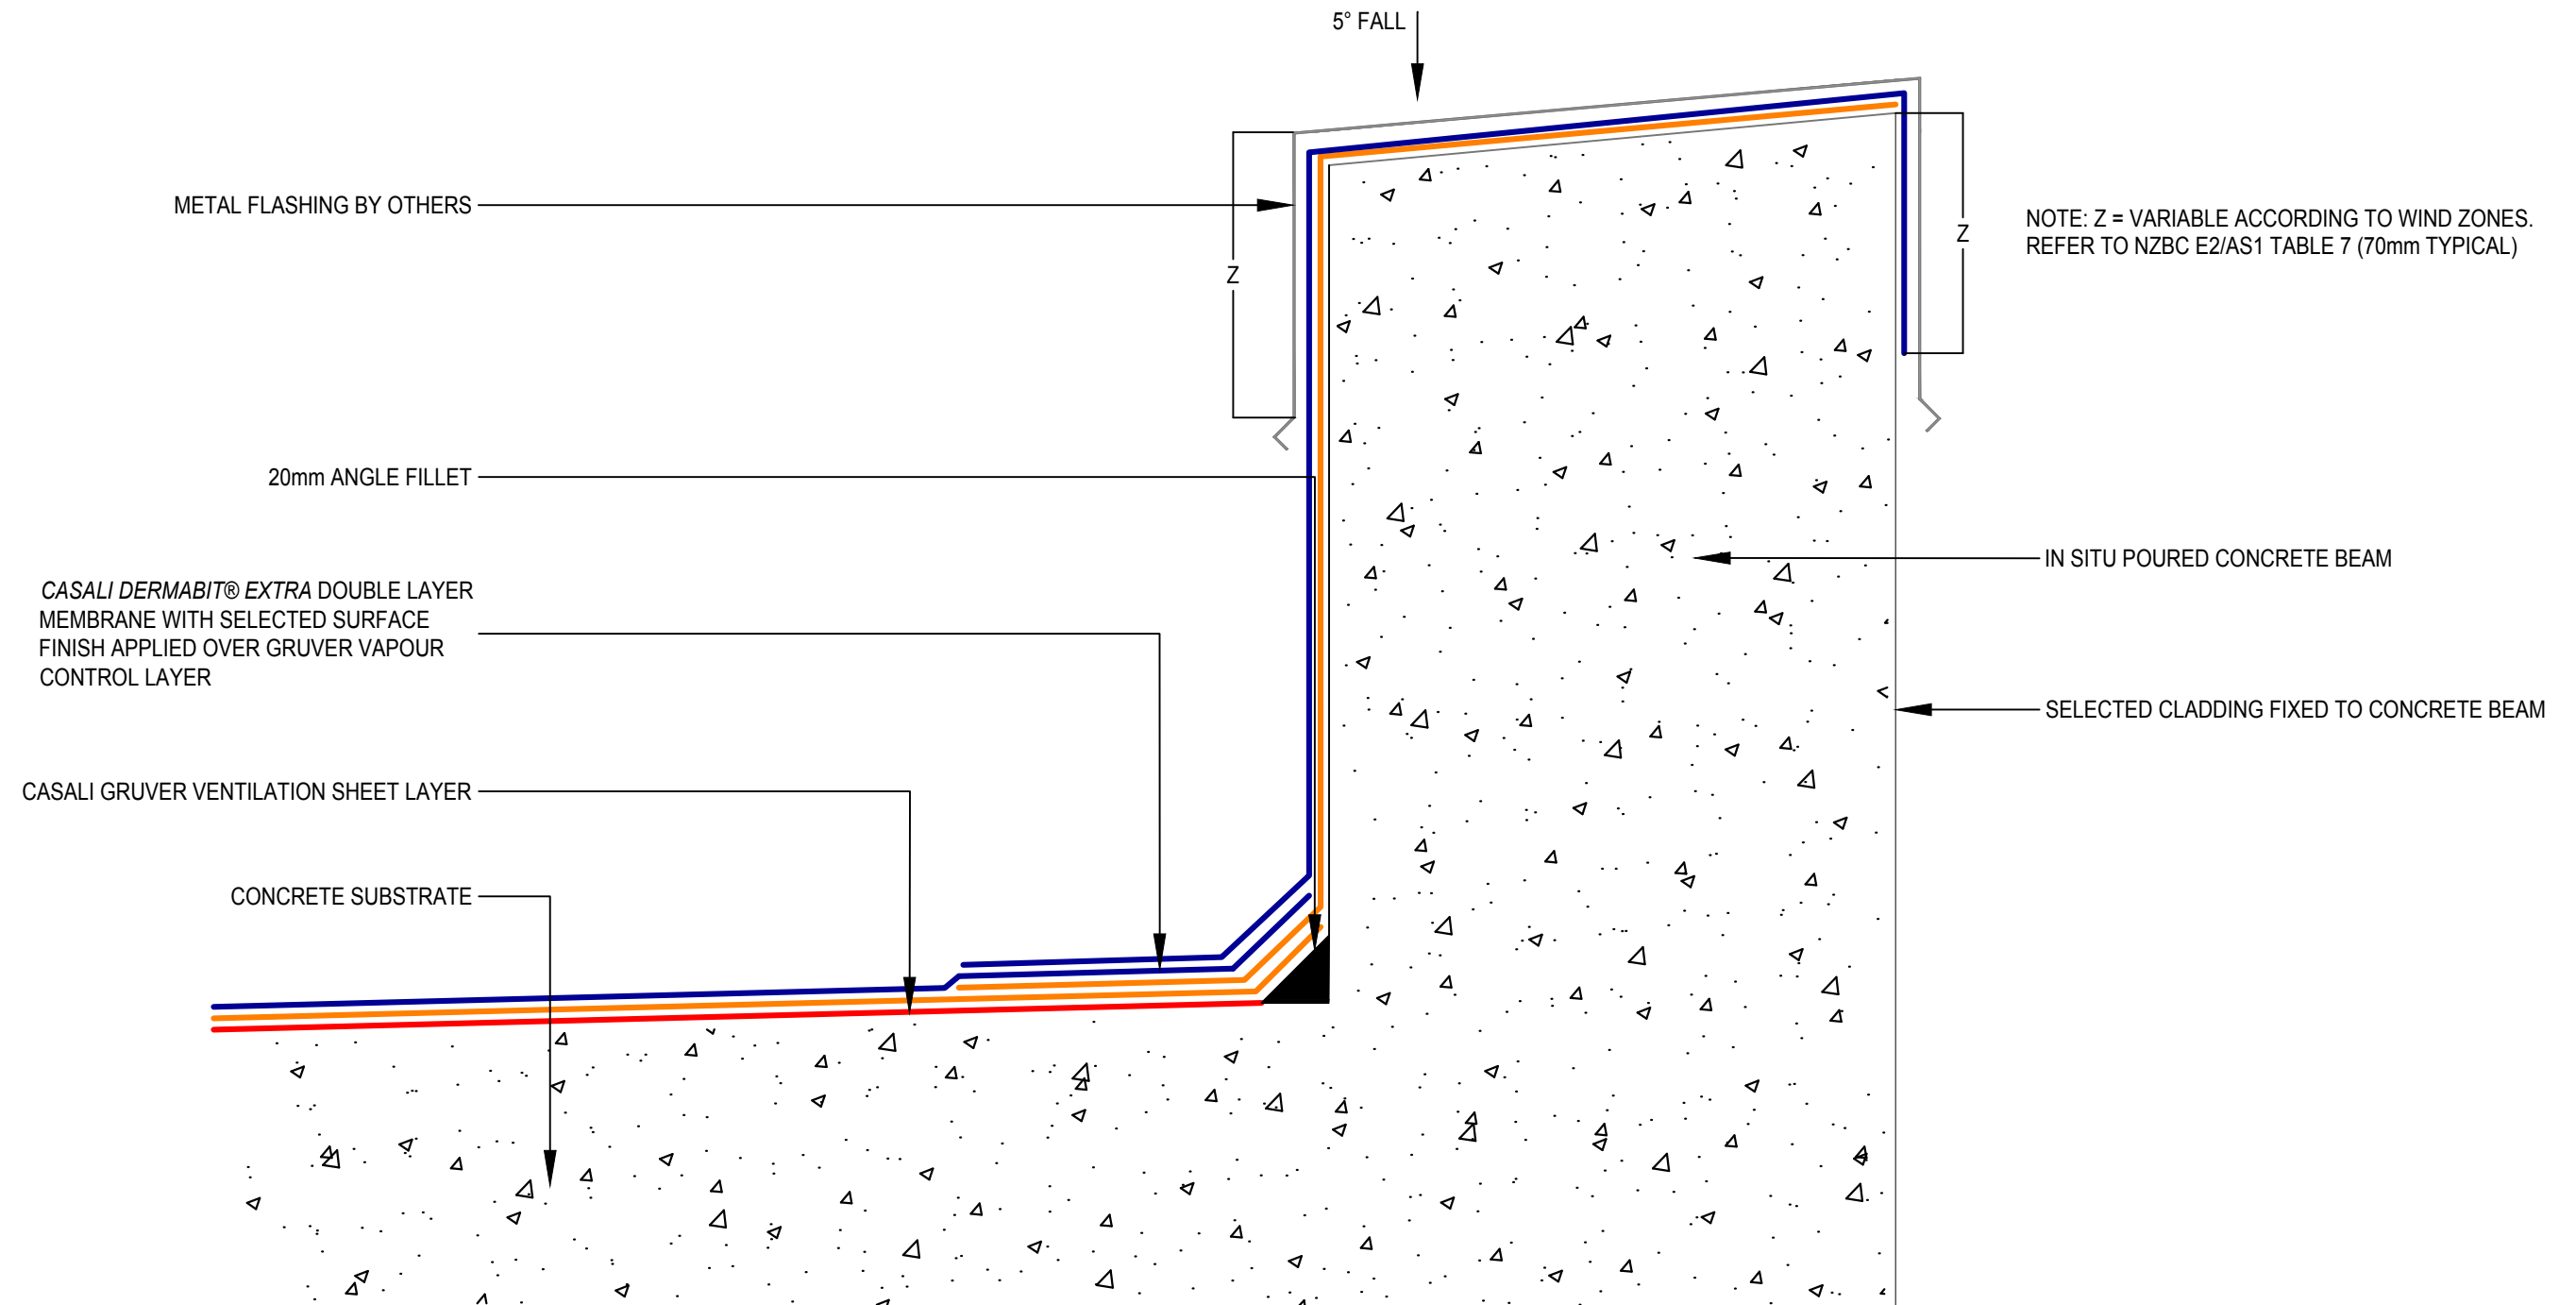 5° FALL
METAL FLASHING BY OTHERS
Z
Z
NOTE: Z = VARIABLE ACCORDING TO WIND ZONES.
REFER TO NZBC E2/AS1 TABLE 7 (70mm TYPICAL)
20mm ANGLE FILLET
IN SITU POURED CONCRETE BEAM
CASALI DERMABIT® EXTRA DOUBLE LAYER
MEMBRANE WITH SELECTED SURFACE
FINISH APPLIED OVER GRUVER VAPOUR
CONTROL LAYER
SELECTED CLADDING FIXED TO CONCRETE BEAM
CASALI GRUVER VENTILATION SHEET LAYER
CONCRETE SUBSTRATE